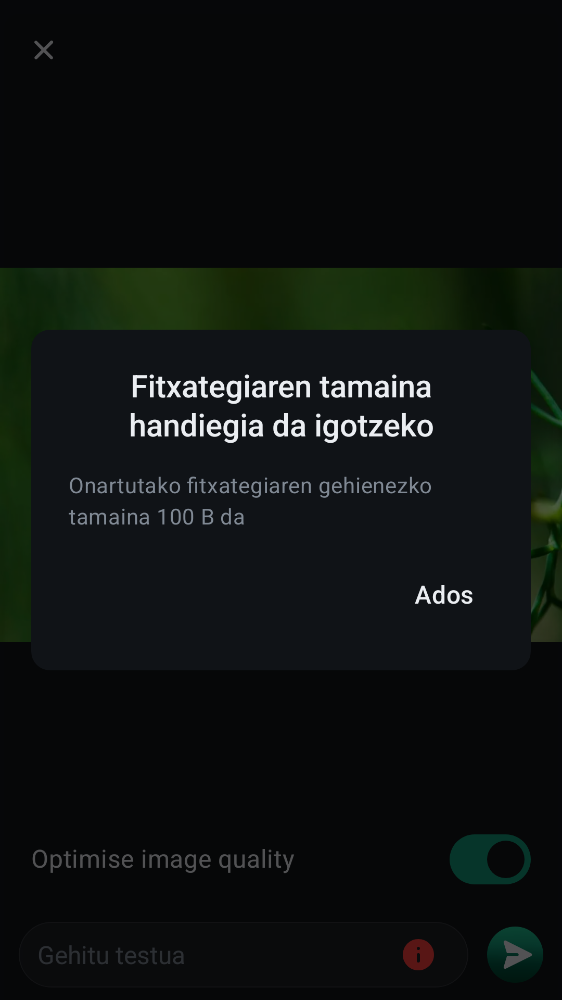 Fitxategiaren tamaina
handiegia da igotzeko
Onartutako fitxategiaren gehienezko
tamaina 100 B da
Ados
Optimise image quality
Gehitu testua